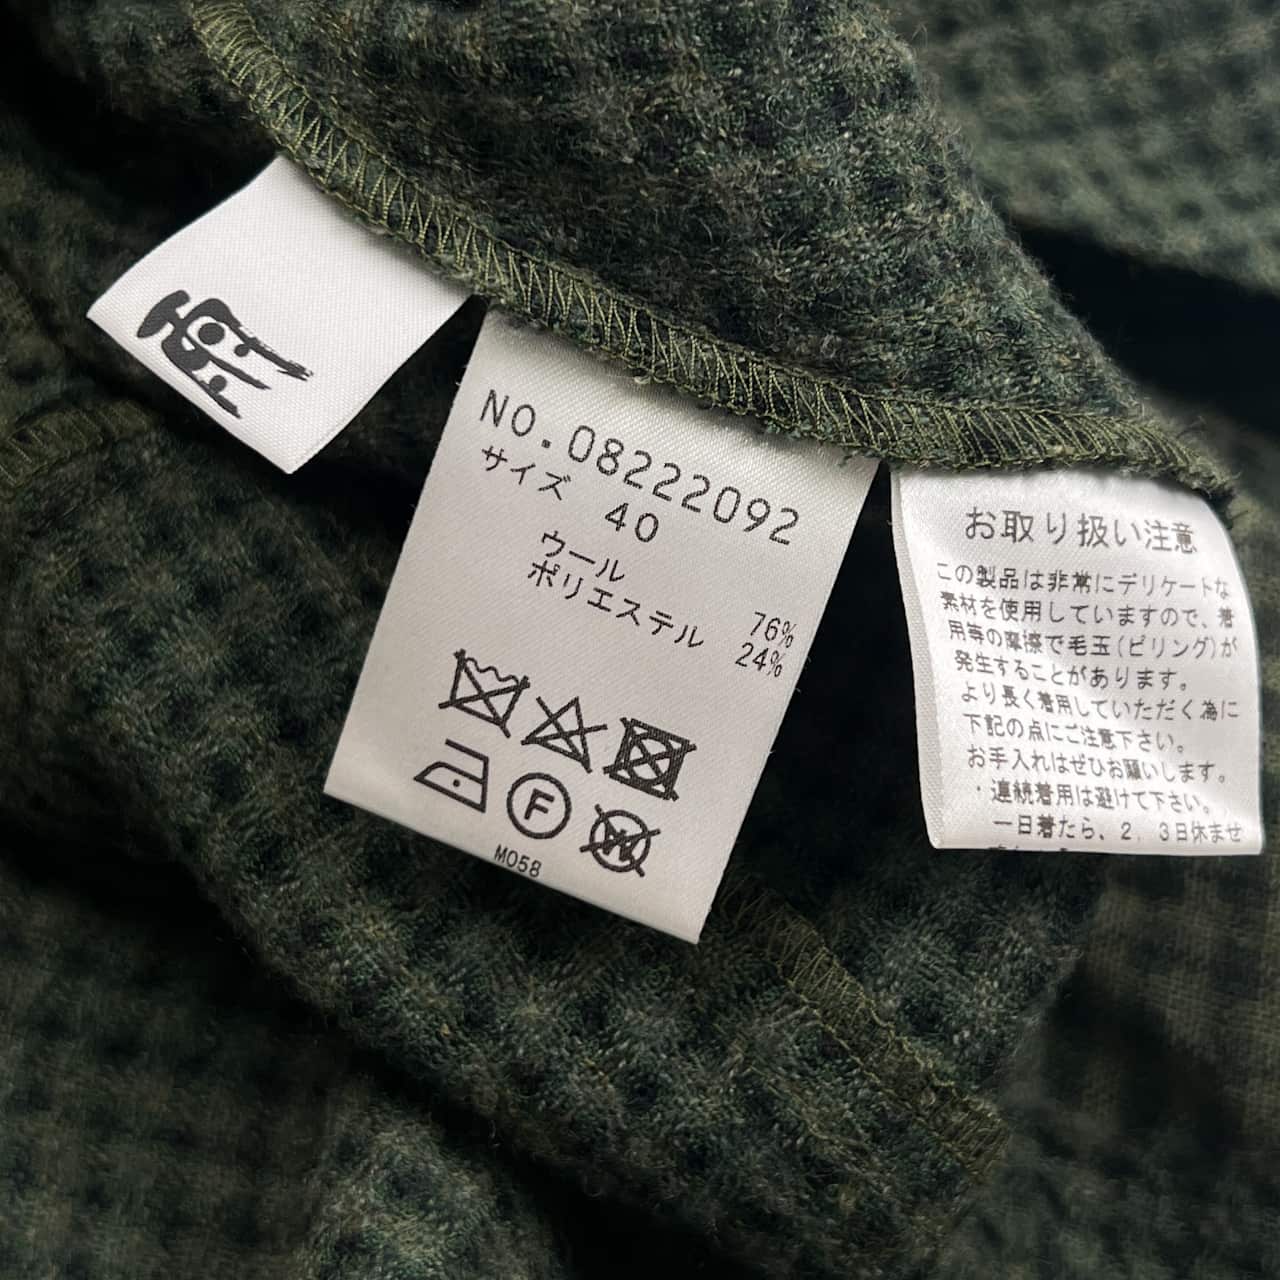 NO.08222092
サイズ 40
ウール 76%
ポリエステル 24%
F
W
M058
お取り扱い注意
この製品は非常にデリケートな
素材を使用していますので、着
用等の摩擦で毛玉(ピリング)が
発生することがあります。
より長く着用していただく為に
下記の点にご注意下さい。
お手入れはぜひお願いします。
・連続着用は避けて下さい。
一日着たら、2，3日休ませ